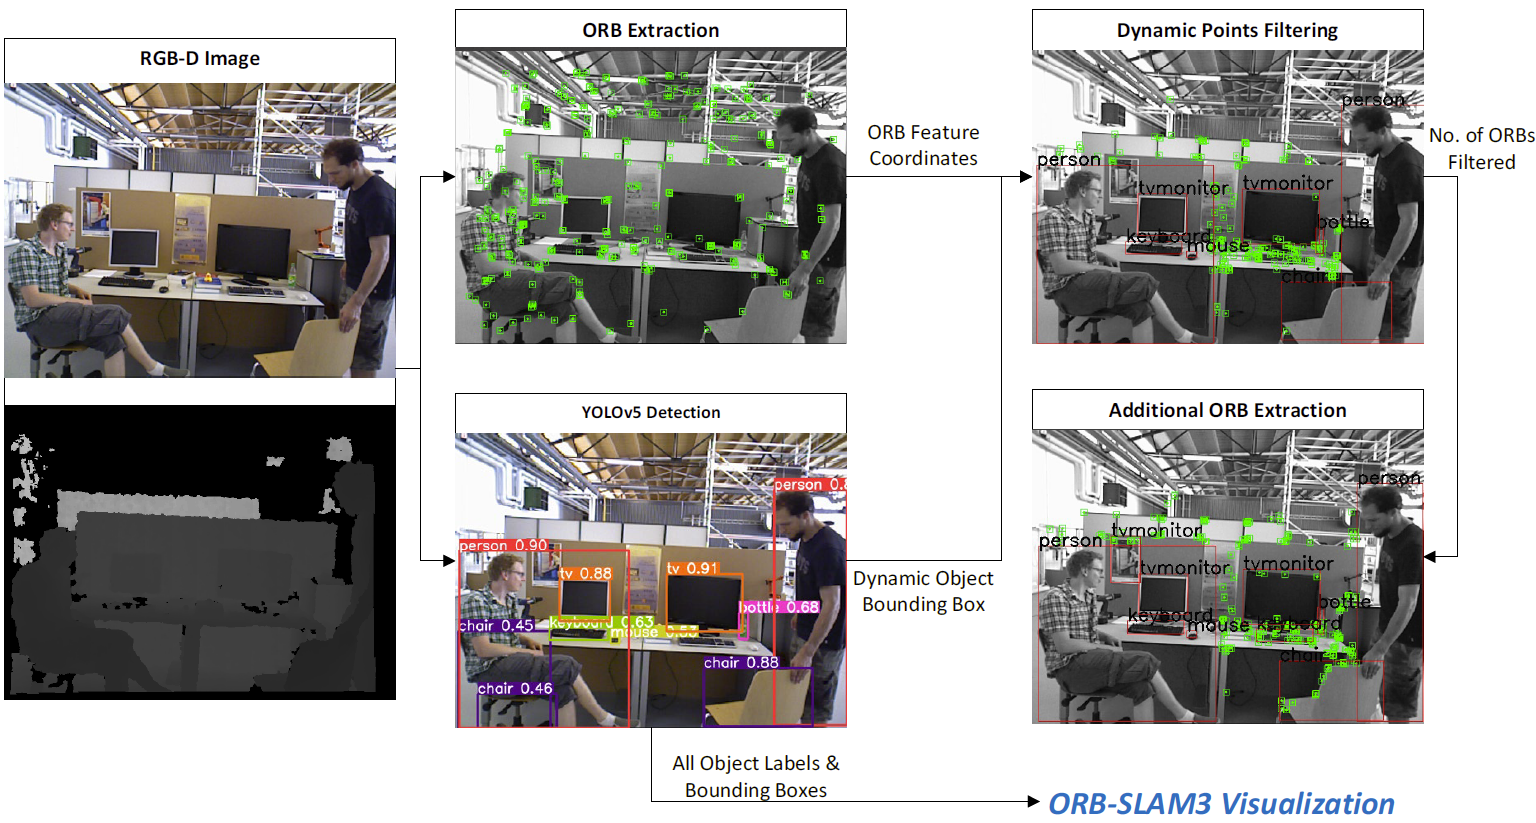 RGB-D Image
ORB Extraction
ORB Feature
Coordinates
Dynamic Points Filtering
person
person
tvmonitor
tvmonitor
bottle
keyboard
mouse
chair
No. of ORBs
Filtered
YOLOv5 Detection
person 0.8
person 0.90
tv 0.88
tv 0.91
bottle 0.68
chair 0.45
keyboard 0.63
mouse
chair 0.88
chair 0.46
Dynamic Object
Bounding Box
Additional ORB Extraction
person
tvmonitor
person
tvmonitor
tvmonitor
bottle
keyboard
mouse
keyboard
chair
All Object Labels &
Bounding Boxes
ORB-SLAM3 Visualization